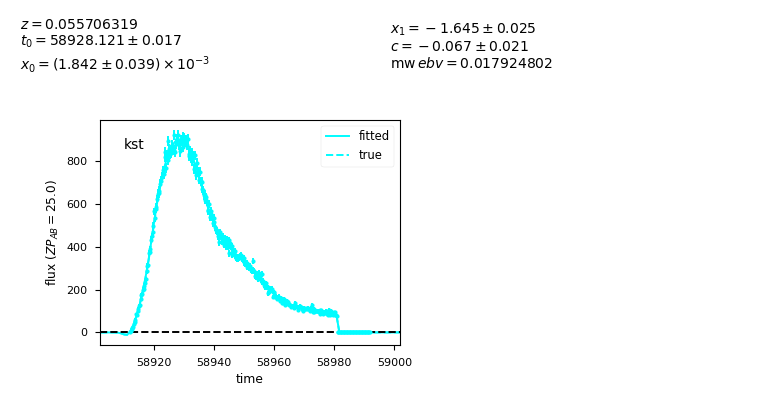 z = 0.055706319
t₀ = 58928.121 ± 0.017
x₀ = (1.842 ± 0.039) × 10⁻³
x₁ = −1.645 ± 0.025
c = −0.067 ± 0.021
mw ebv = 0.017924802
kst
fitted
true
flux (ZP_AB = 25.0)
800
600
400
200
0
58920 58940 58960 58980 59000
time